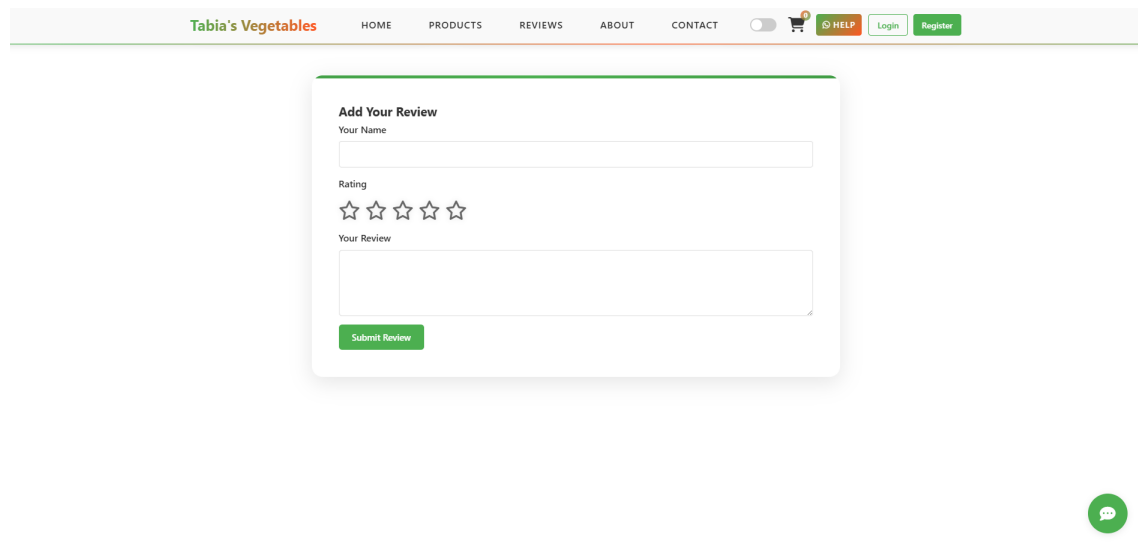 Tabia's Vegetables HOME PRODUCTS REVIEWS ABOUT CONTACT 0 HELP Login Register
Add Your Review
Your Name
Rating
Your Review
Submit Review